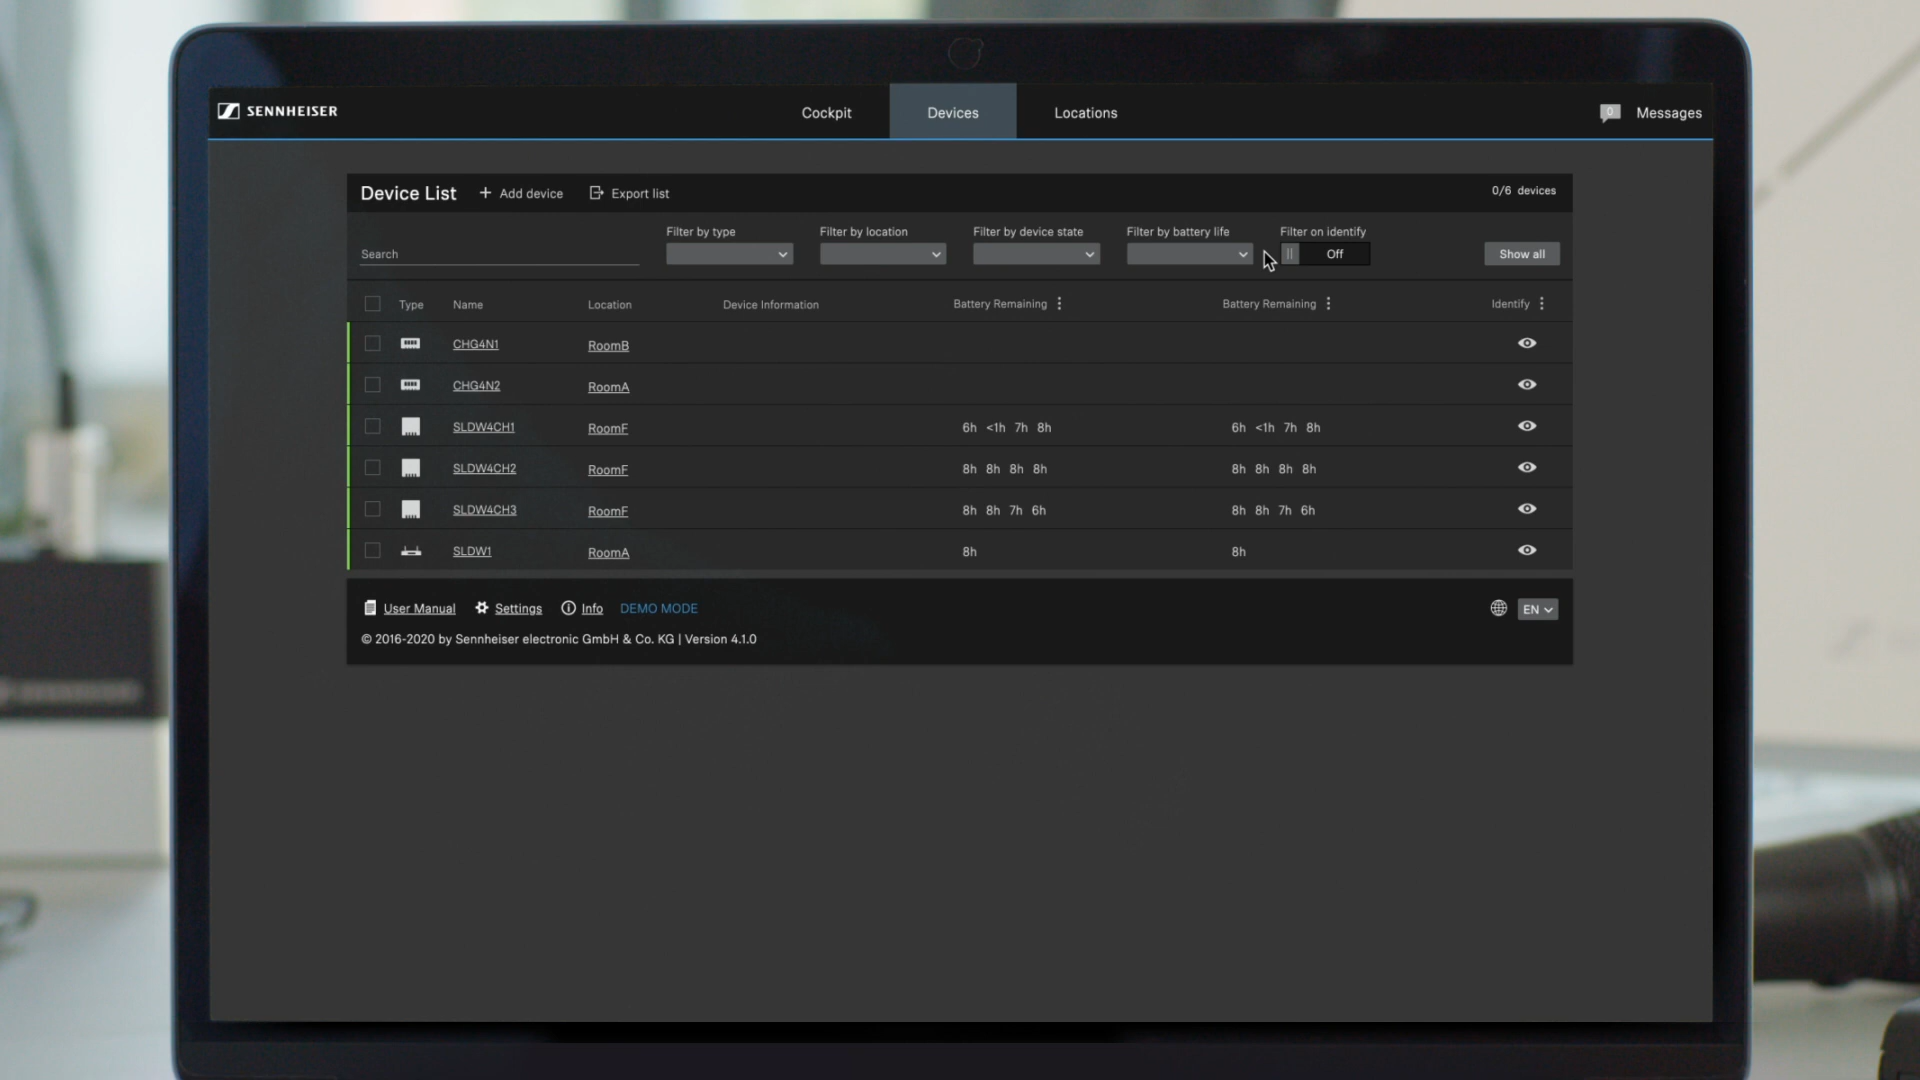 SENNHEISER
Cockpit
Devices
Locations
0
Messages
Device List
+ Add device
Export list
0/6 devices
Search
Filter by type
Filter by location
Filter by device state
Filter by battery life
Filter on identify
Off
Show all
Type Name Location Device Information Battery Remaining Battery Remaining Identify
CHG4N1 RoomB
CHG4N2 RoomA
SLDW4CH1 RoomF 6h <1h 7h 8h 6h <1h 7h 8h
SLDW4CH2 RoomF 8h 8h 8h 8h 8h 8h 8h 8h
SLDW4CH3 RoomF 8h 8h 7h 6h 8h 8h 7h 6h
SLDW1 RoomA 8h 8h
User Manual Settings Info DEMO MODE
EN
© 2016-2020 by Sennheiser electronic GmbH & Co. KG | Version 4.1.0